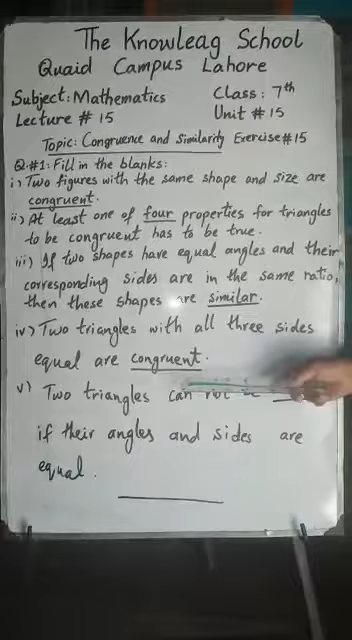 The Knowleag School
Quaid Campus Lahore
Subject: Mathematics Class: 7th
Lecture # 15 Unit # 15
Topic: Congruence and Similarity Exercise #15
Q.#1: Fill in the blanks:
i) Two figures with the same shape and size are
congruent.
ii) At least one of four properties for triangles
to be congruent has to be true.
iii) If two shapes have equal angles and their
corresponding sides are in the same ratio,
then these shapes are similar.
iv) Two triangles with all three sides
equal are congruent.
v) Two triangles can not
if their angles and sides are
equal.